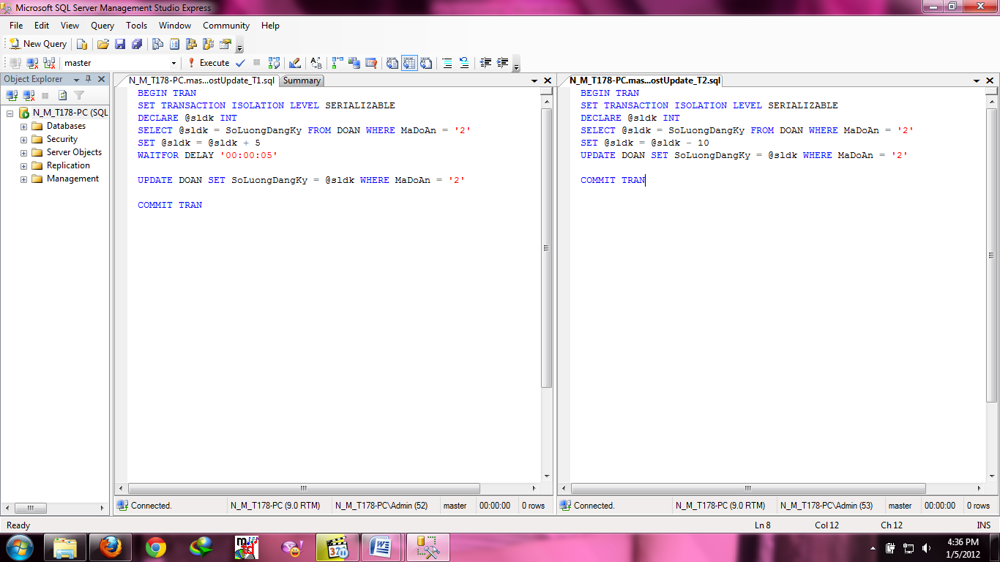 Microsoft SQL Server Management Studio Express
File Edit View Query Tools Window Community Help
New Query
master Execute
Object Explorer
N_M_T178-PC (SQL
Databases
Security
Server Objects
Replication
Management
N_M_T178-PC.mas...ostUpdate_T1.sql Summary
BEGIN TRAN
SET TRANSACTION ISOLATION LEVEL SERIALIZABLE
DECLARE @sldk INT
SELECT @sldk = SoLuongDangKy FROM DOAN WHERE MaDoAn = '2'
SET @sldk = @sldk + 5
WAITFOR DELAY '00:00:05'
UPDATE DOAN SET SoLuongDangKy = @sldk WHERE MaDoAn = '2'
COMMIT TRAN
Connected. N_M_T178-PC (9.0 RTM) N_M_T178-PC\Admin (52) master 00:00:00 0 rows
N_M_T178-PC.mas...ostUpdate_T2.sql
BEGIN TRAN
SET TRANSACTION ISOLATION LEVEL SERIALIZABLE
DECLARE @sldk INT
SELECT @sldk = SoLuongDangKy FROM DOAN WHERE MaDoAn = '2'
SET @sldk = @sldk - 10
UPDATE DOAN SET SoLuongDangKy = @sldk WHERE MaDoAn = '2'
COMMIT TRAN
Connected. N_M_T178-PC (9.0 RTM) N_M_T178-PC\Admin (53) master 00:00:00 0 rows
Ready Ln 8 Col 12 Ch 12 INS
4:36 PM
1/5/2012